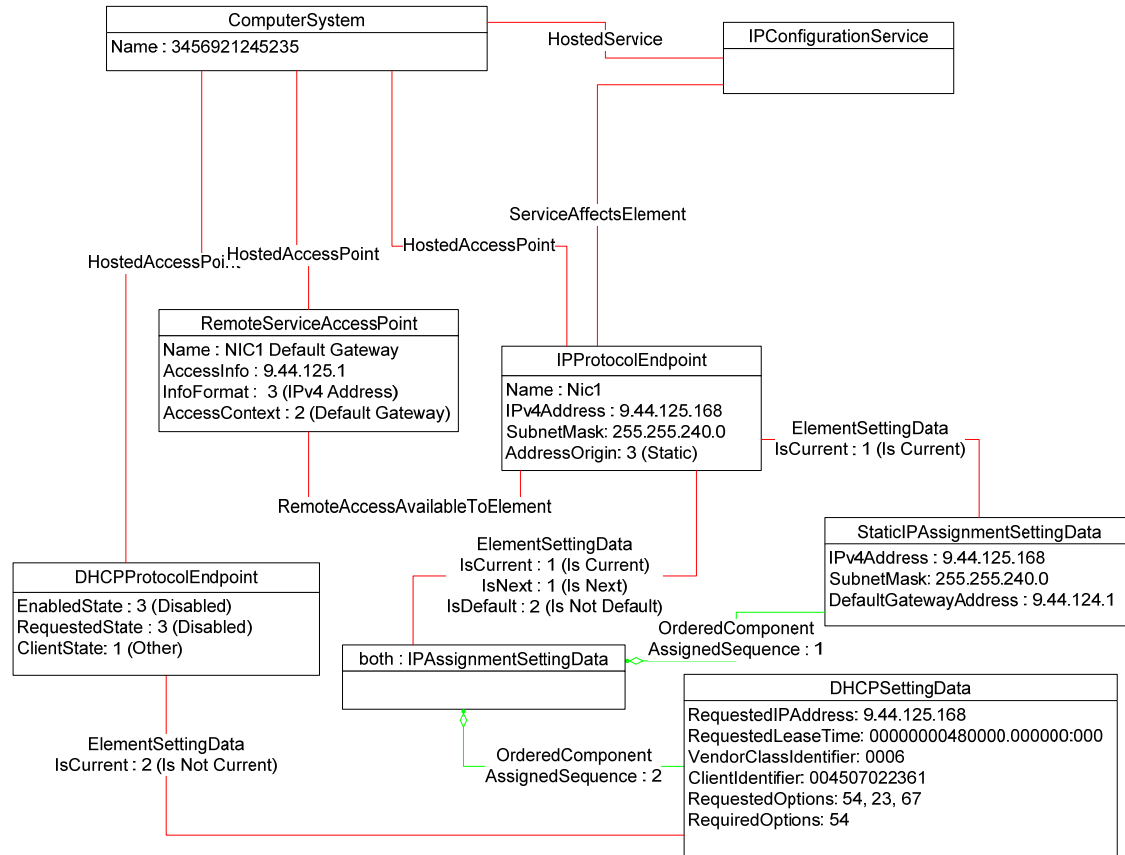 ComputerSystem
Name : 3456921245235
HostedService
IPConfigurationService
ServiceAffectsElement
HostedAccessPoint
HostedAccessPoint
HostedAccessPoint
RemoteServiceAccessPoint
Name : NIC1 Default Gateway
AccessInfo : 9.44.125.1
InfoFormat : 3 (IPv4 Address)
AccessContext : 2 (Default Gateway)
IPProtocolEndpoint
Name : Nic1
IPv4Address : 9.44.125.168
SubnetMask: 255.255.240.0
AddressOrigin: 3 (Static)
ElementSettingData
IsCurrent : 1 (Is Current)
RemoteAccessAvailableToElement
StaticIPAssignmentSettingData
IPv4Address : 9.44.125.168
SubnetMask: 255.255.240.0
DefaultGatewayAddress : 9.44.124.1
ElementSettingData
IsCurrent : 1 (Is Current)
IsNext : 1 (Is Next)
IsDefault : 2 (Is Not Default)
DHCPProtocolEndpoint
EnabledState : 3 (Disabled)
RequestedState : 3 (Disabled)
ClientState: 1 (Other)
OrderedComponent
AssignedSequence : 1
both : IPAssignmentSettingData
DHCPSettingData
RequestedIPAddress: 9.44.125.168
RequestedLeaseTime: 00000000480000.000000:000
VendorClassIdentifier: 0006
ClientIdentifier: 004507022361
RequestedOptions: 54, 23, 67
RequiredOptions: 54
ElementSettingData
IsCurrent : 2 (Is Not Current)
OrderedComponent
AssignedSequence : 2